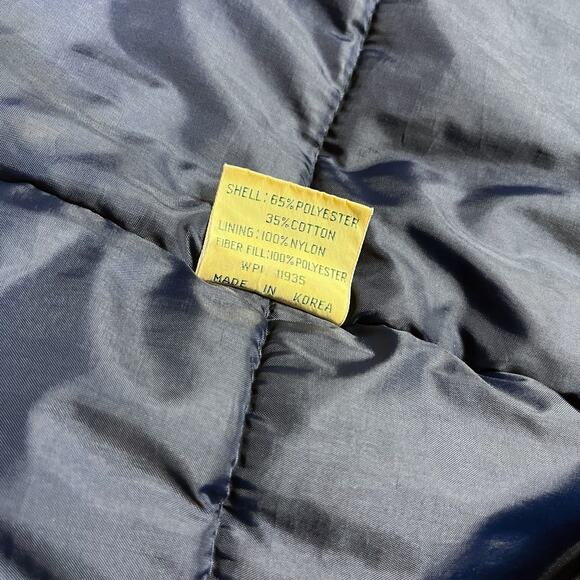 SHELL: 65% POLYESTER
35% COTTON
LINING: 100% NYLON
FIBER FILL: 100% POLYESTER
WPL 11935
MADE IN KOREA